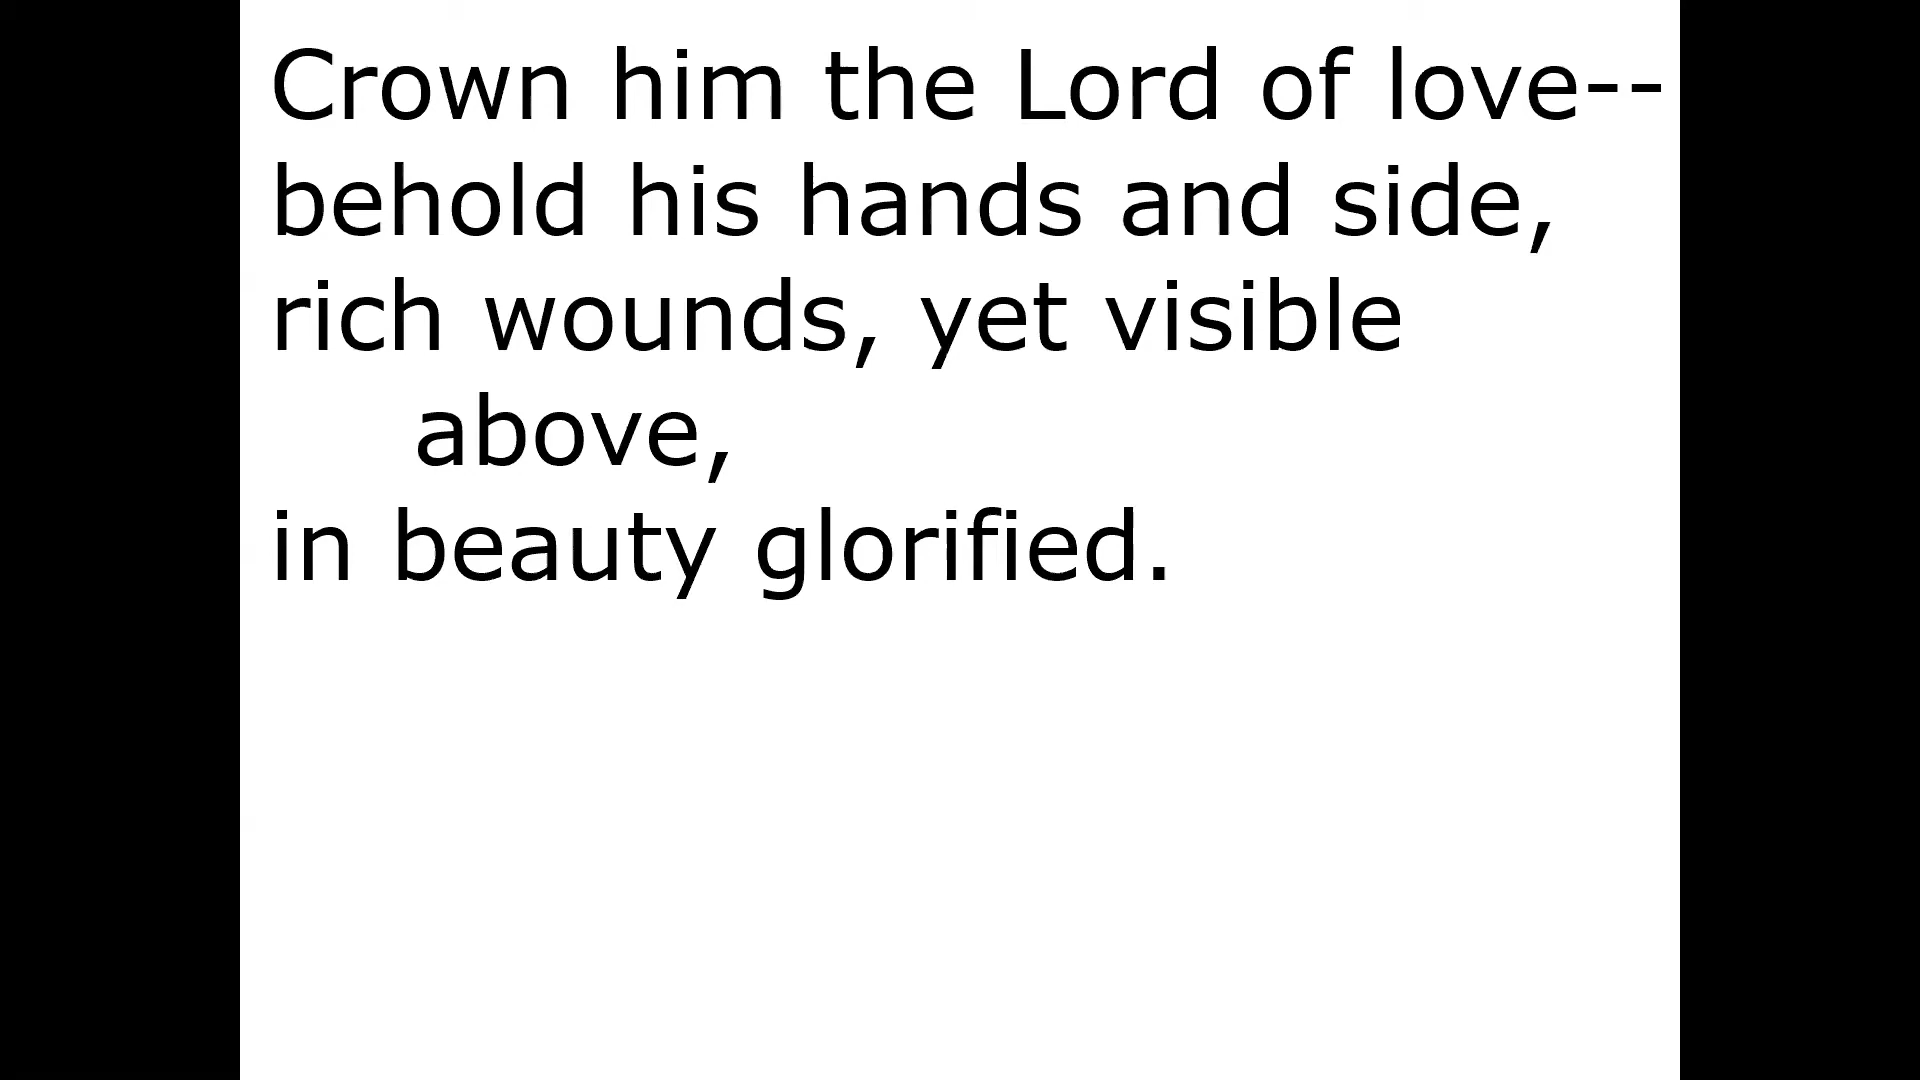 Crown him the Lord of love--
behold his hands and side,
rich wounds, yet visible
above,
in beauty glorified.